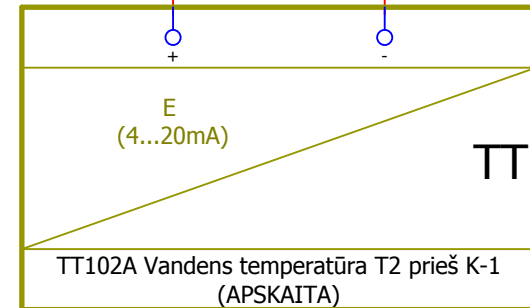 + -
E
(4...20mA)
TT
TT102A Vandens temperatūra T2 prieš K-1
(APSKAITA)